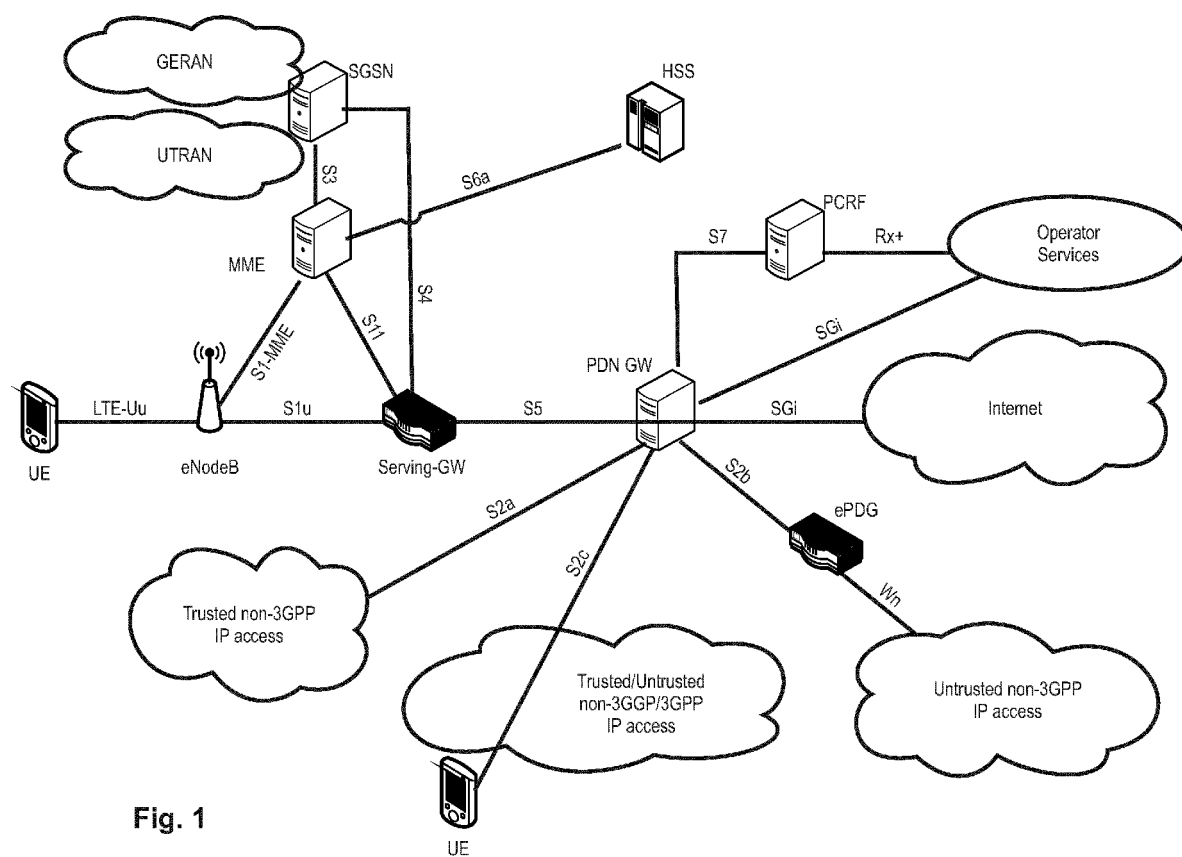 GERAN
SGSN
HSS
UTRAN
S3
S6a
PCRF
S7
Rx+
Operator
Services
MME
S4
S11
S1-MME
SGi
PDN GW
LTE-Uu
S1u
S5
SGi
Internet
UE
eNodeB
Serving-GW
S2a
S2b
ePDG
S2c
Wn
Trusted non-3GPP
IP access
Trusted/Untrusted
non-3GGP/3GPP
IP access
Untrusted non-3GPP
IP access
Fig. 1
UE